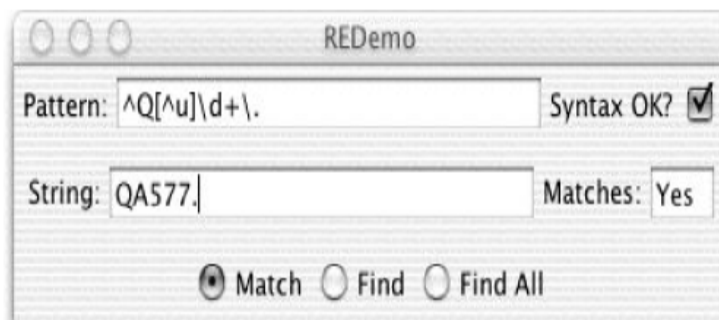 REDemo
Pattern: ^Q[^u]\d+\. Syntax OK?
String: QA577. Matches: Yes
Match Find Find All